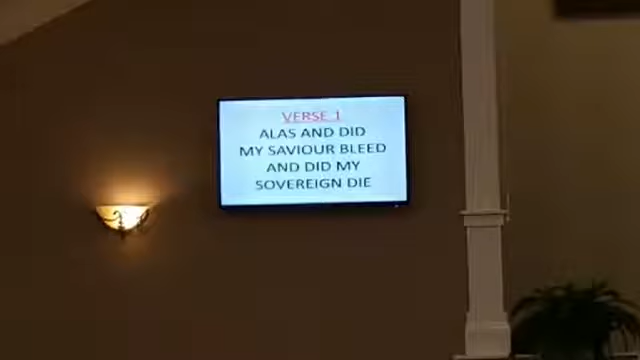 VERSE 1
ALAS AND DID
MY SAVIOUR BLEED
AND DID MY
SOVEREIGN DIE